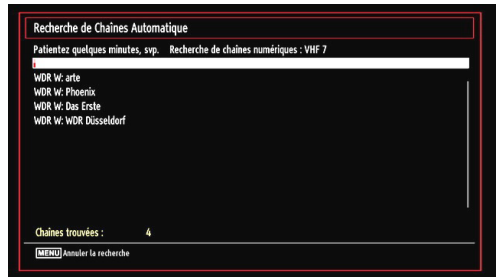 Recherche de Chaînes Automatique
Patientez quelques minutes, svp. Recherche de chaînes numériques : VHF 7
WDR W: arte
WDR W: Phoenix
WDR W: Das Erste
WDR W: WDR Düsseldorf
Chaînes trouvées : 4
MENU Annuler la recherche